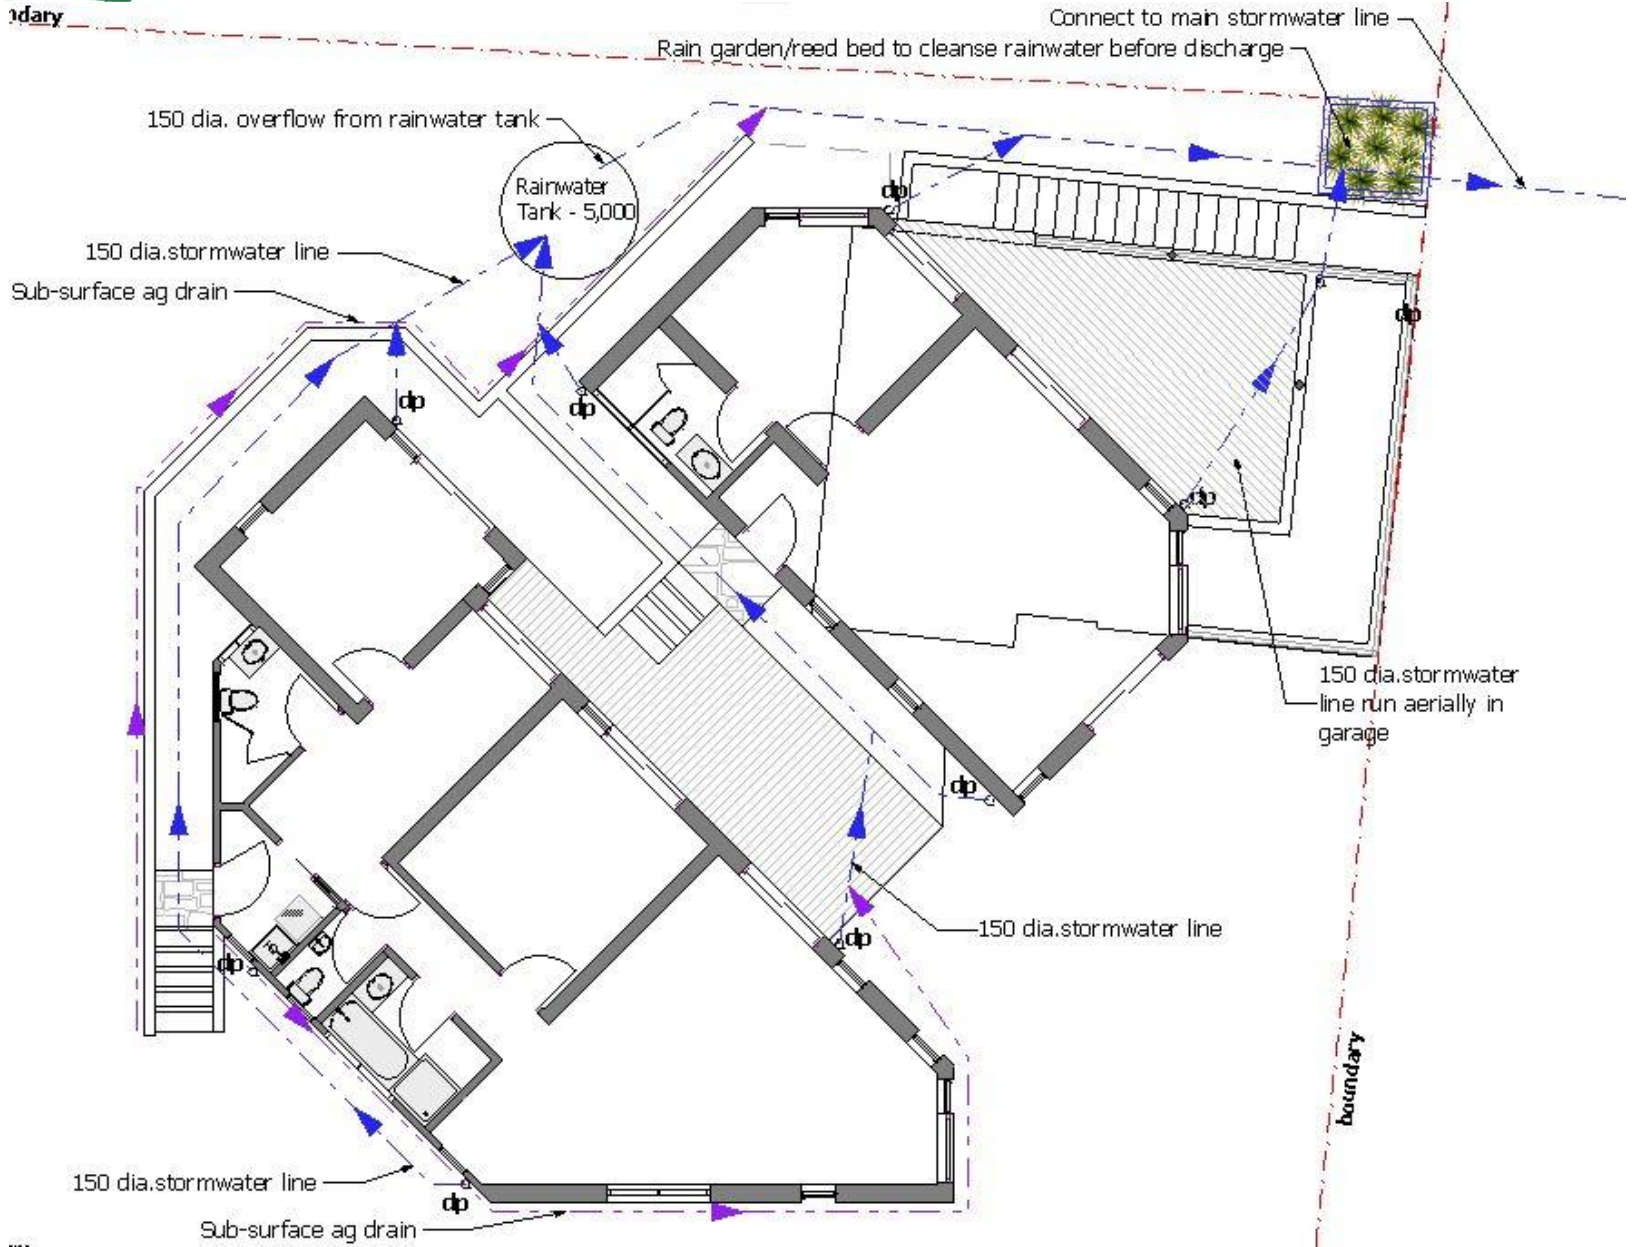 ndary
Connect to main stormwater line
Rain garden/reed bed to cleanse rainwater before discharge
150 dia. overflow from rainwater tank
Rainwater
Tank - 5,000
dp
150 dia.stormwater line
Sub-surface ag drain
dp
dp
dp
dp
150 dia.stormwater
line run aerially in
garage
dp
150 dia.stormwater line
dp
dp
boundary
150 dia.stormwater line
dp
Sub-surface ag drain